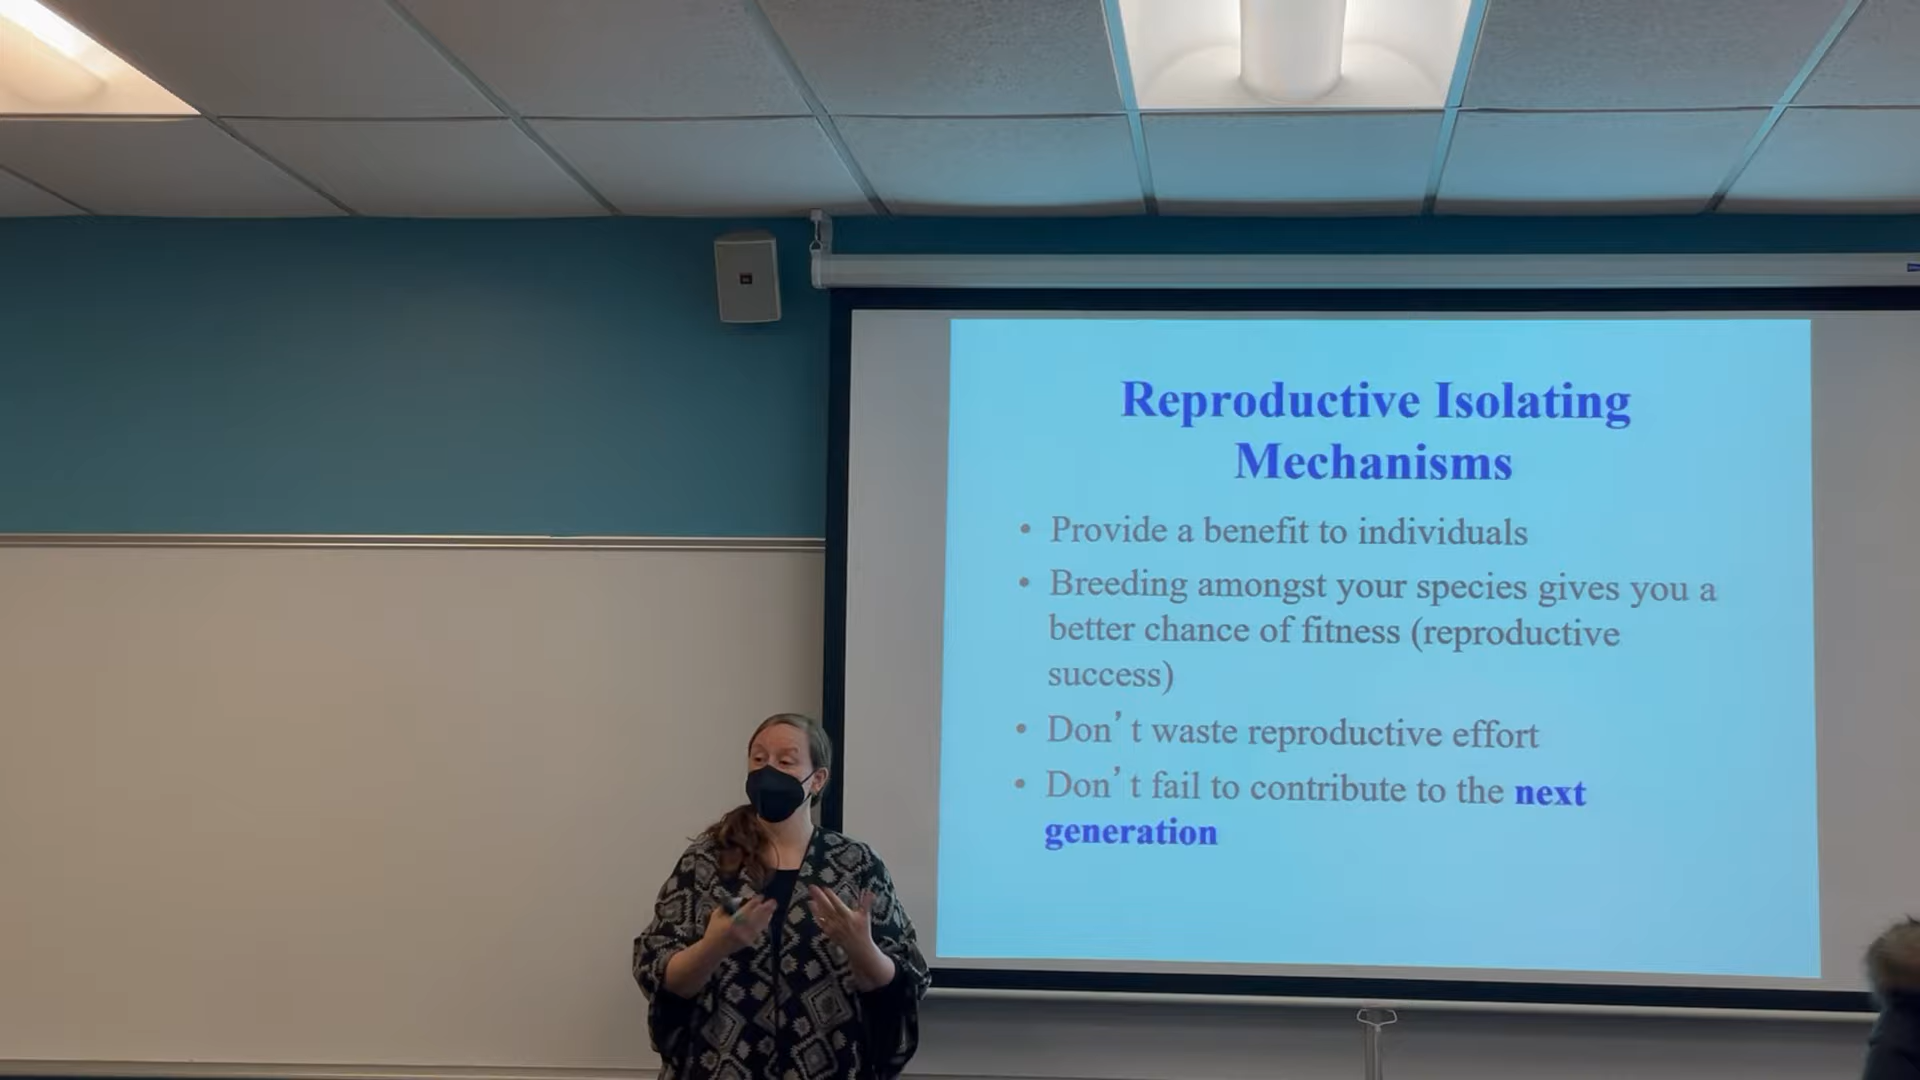 Reproductive Isolating
Mechanisms
• Provide a benefit to individuals
• Breeding amongst your species gives you a
better chance of fitness (reproductive
success)
• Don’t waste reproductive effort
• Don’t fail to contribute to the next
generation